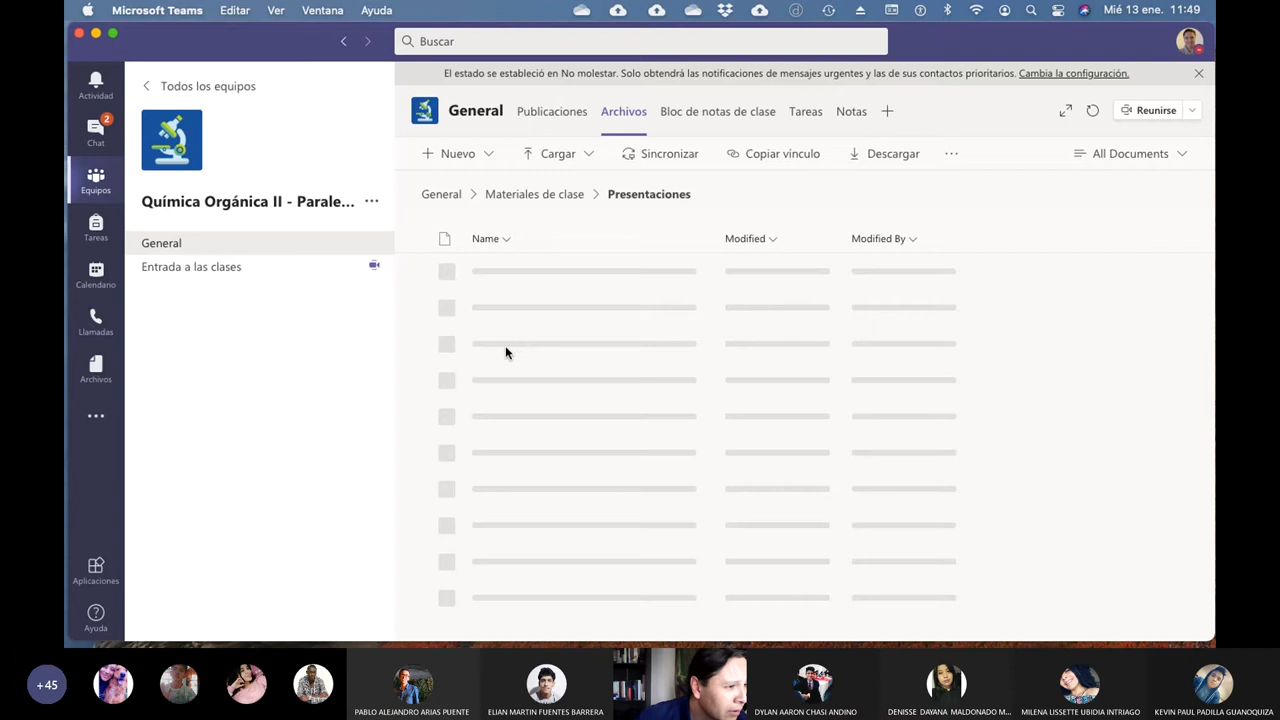 Microsoft Teams Editar Ver Ventana Ayuda Mié 13 ene. 11:49
Buscar
El estado se estableció en No molestar. Solo obtendrá las notificaciones de mensajes urgentes y las de sus contactos prioritarios. Cambia la configuración.
Actividad
Chat
2
Equipos
Tareas
Calendario
Llamadas
Archivos
Aplicaciones
Ayuda
Todos los equipos
Química Orgánica II - Parale...
General
Entrada a las clases
General Publicaciones Archivos Bloc de notas de clase Tareas Notas Reunirse
Nuevo Cargar Sincronizar Copiar vínculo Descargar All Documents
General Materiales de clase Presentaciones
Name Modified Modified By
+45
PABLO ALEJANDRO ARIAS PUENTE
ELIAN MARTIN FUENTES BARRERA
DYLAN AARON CHASI ANDINO
DENISSE DAYANA MALDONADO M...
MILENA LISSETTE UBIDIA INTRIAGO
KEVIN PAUL PADILLA GUANOQUIZA